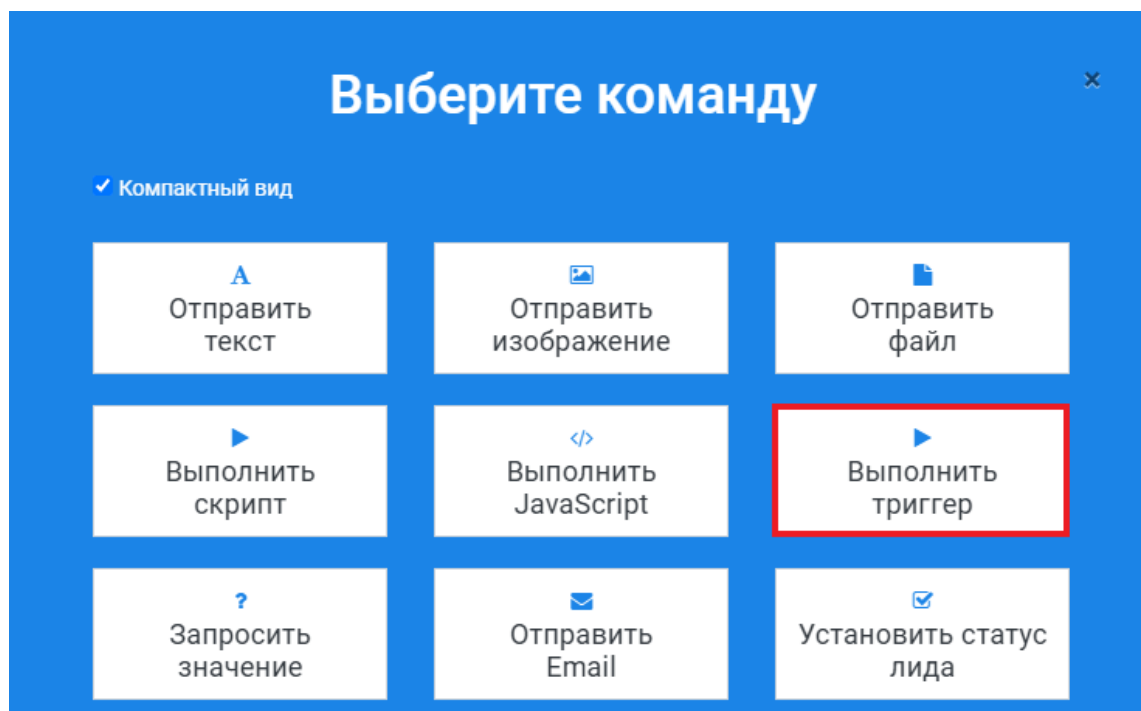 Выберите команду
×
Компактный вид
Отправить
текст
Отправить
изображение
Отправить
файл
Выполнить
скрипт
</>
Выполнить
JavaScript
Выполнить
триггер
?
Запросить
значение
Отправить
Email
Установить статус
лида